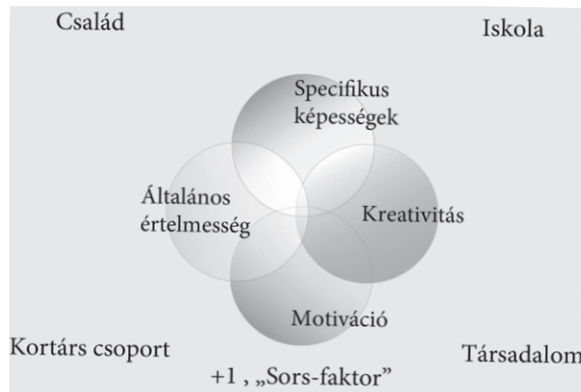 Család
Iskola
Specifikus
képességek
Általános
értelmesség
Kreativitás
Motiváció
Kortárs csoport
Társadalom
+1 , „Sors-faktor”